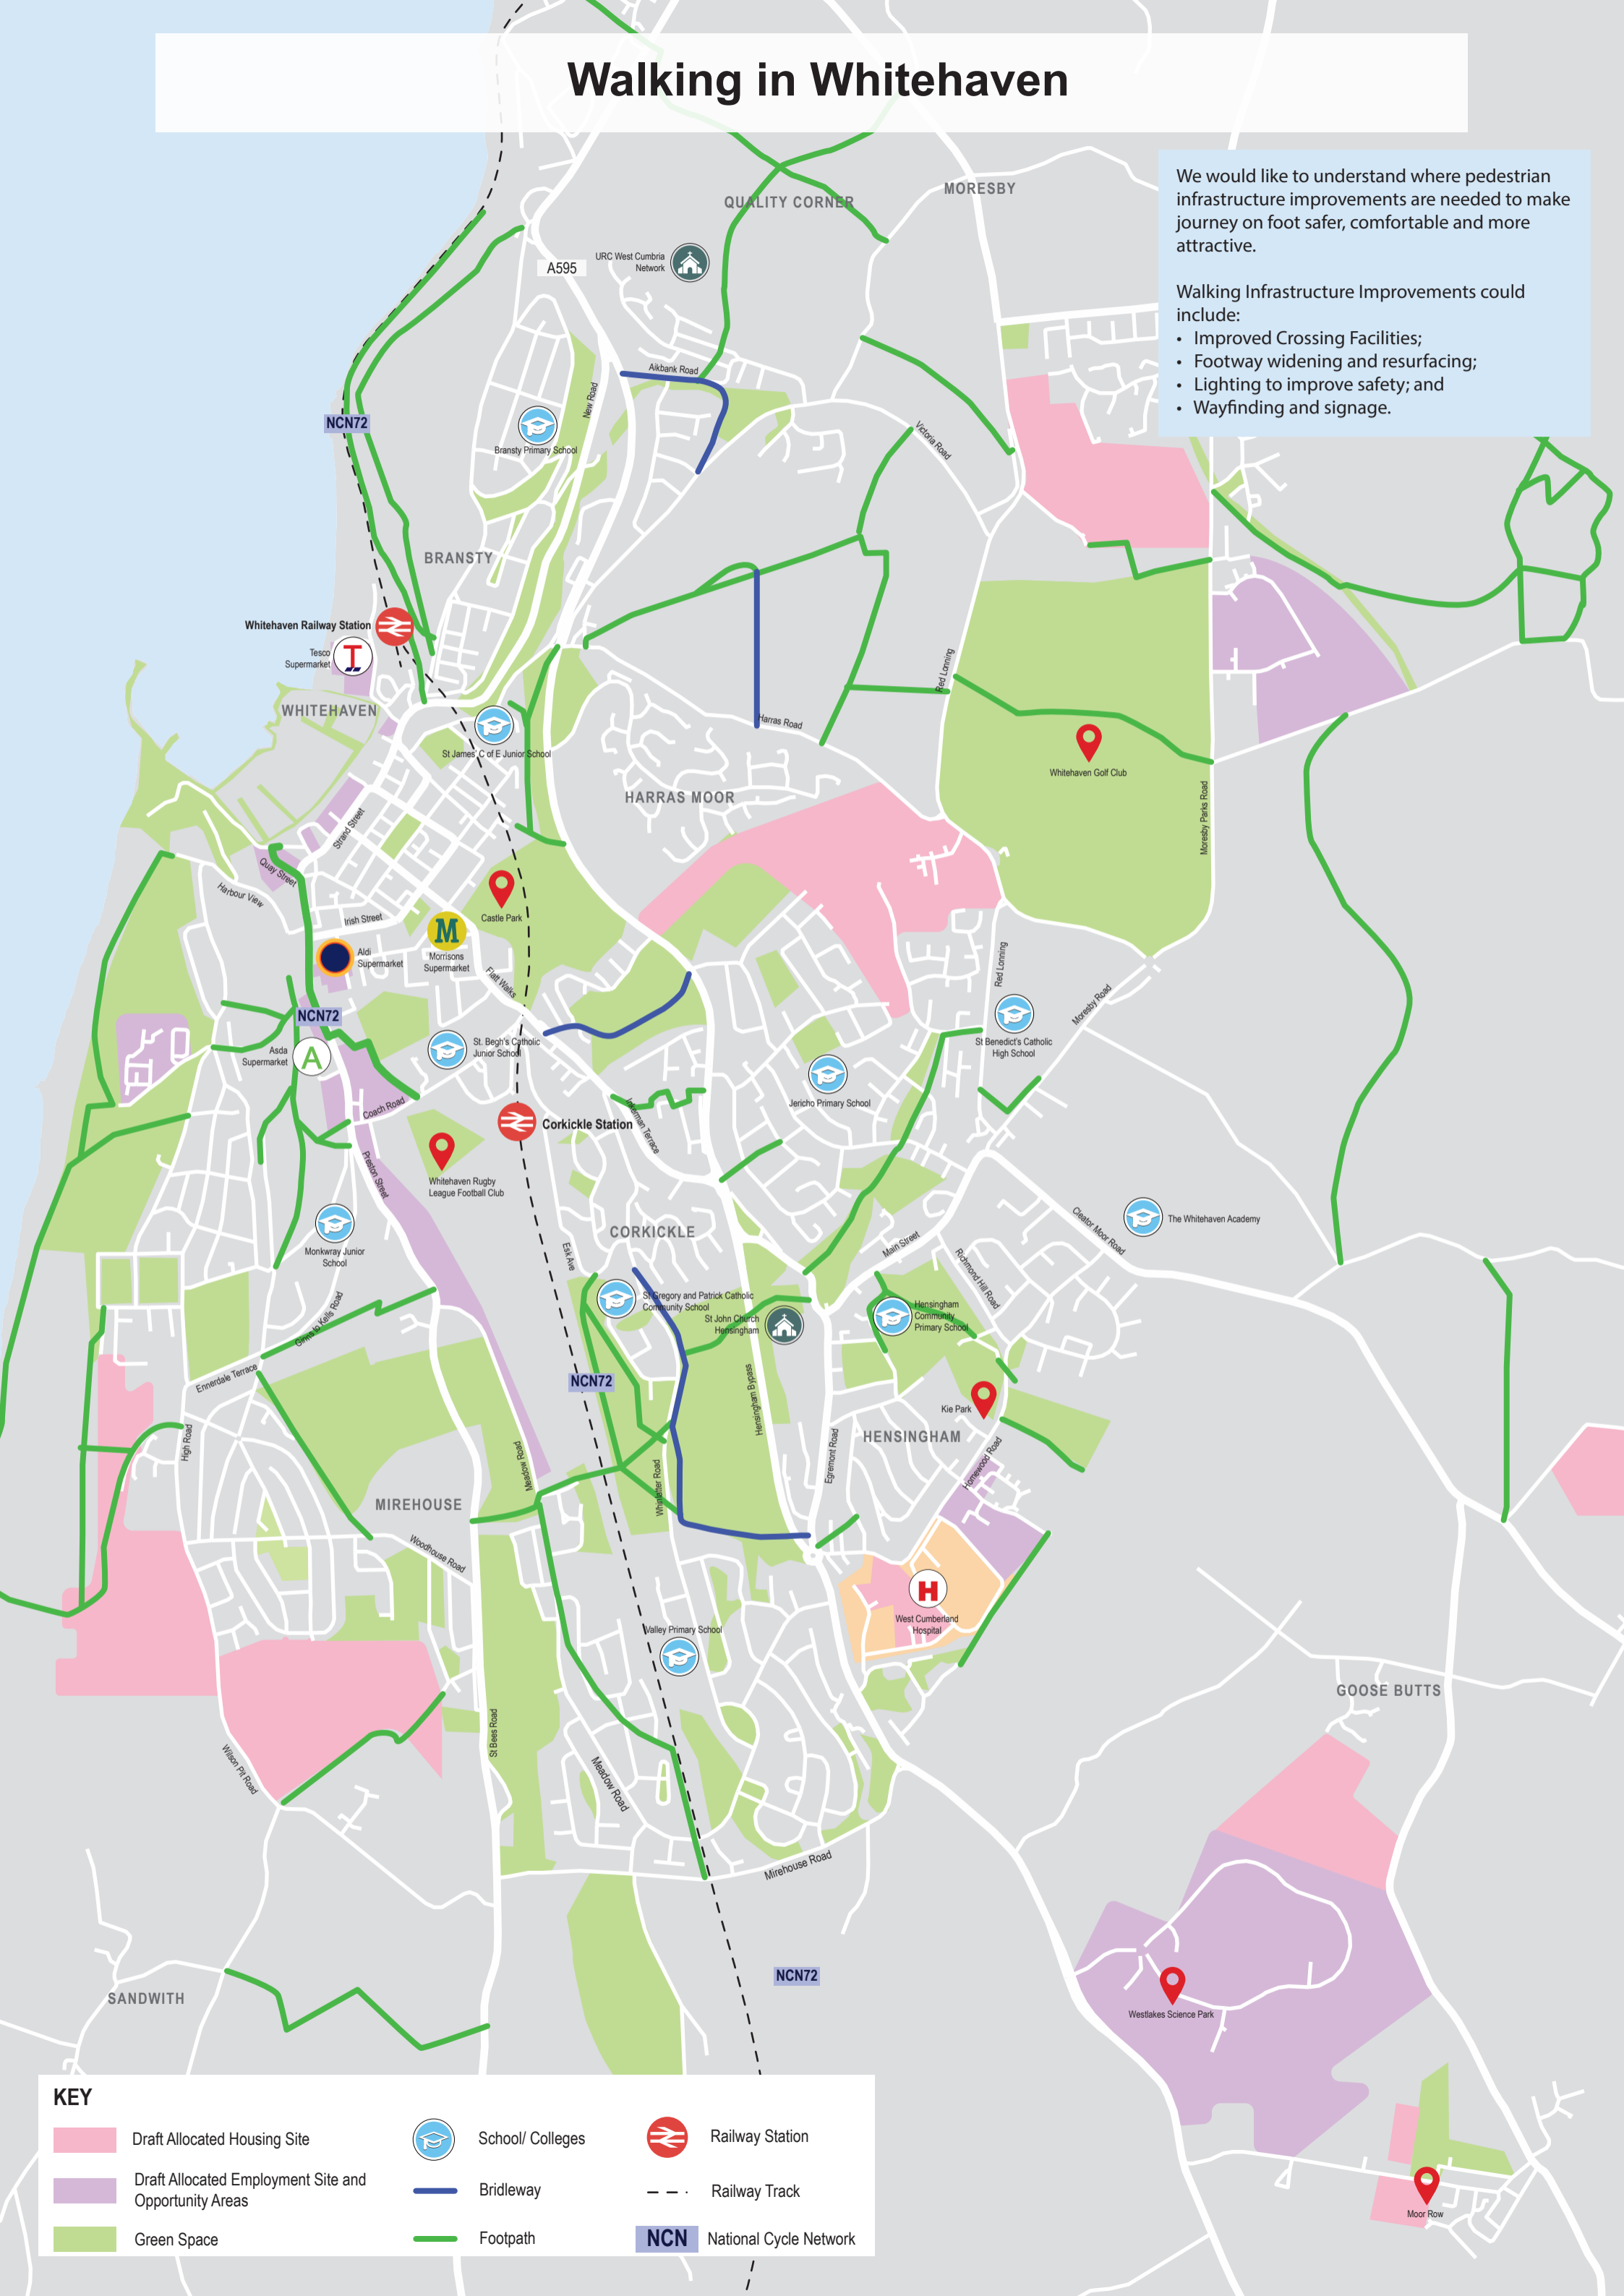 Walking in Whitehaven
We would like to understand where pedestrian
infrastructure improvements are needed to make
journey on foot safer, comfortable and more
attractive.
Walking Infrastructure Improvements could
include:
• Improved Crossing Facilities;
• Footway widening and resurfacing;
• Lighting to improve safety; and
• Wayfinding and signage.
MORESBY
QUALITY CORNER
URC West Cumbria
Network
A595
Aikbank Road
New Road
NCN72
Bransty Primary School
Victoria Road
BRANSTY
Whitehaven Railway Station
Tesco
Supermarket
T
WHITEHAVEN
Red Lonning
Harras Road
St James' C of E Junior School
Whitehaven Golf Club
HARRAS MOOR
Moresby Parks Road
Strand Street
Quay Street
Harbour View
Irish Street
Castle Park
M
Morrisons
Supermarket
Aldi
Supermarket
Flatt Walks
Red Lonning
Moresby Road
NCN72
Asda
Supermarket
A
St. Begh's Catholic
Junior School
St Benedict's Catholic
High School
Jericho Primary School
Coach Road
Corkickle Station
Inkerman Terrace
Preston Street
Whitehaven Rugby
League Football Club
Monkwray Junior
School
CORKICKLE
Esk Ave
Main Street
Cleator Moor Road
The Whitehaven Academy
Richmond Hill Road
St Gregory and Patrick Catholic
Community School
St John Church
Hensingham
Hensingham
Community
Primary School
Ginns to Kells Road
Ennerdale Terrace
NCN72
Hensingham Bypass
Kie Park
High Road
Egremont Road
HENSINGHAM
Homewood Road
Meadow Road
Whinlatter Road
MIREHOUSE
Woodhouse Road
H
West Cumberland
Hospital
Valley Primary School
GOOSE BUTTS
St Bees Road
Wilson Pit Road
Meadow Road
Mirehouse Road
NCN72
SANDWITH
Westlakes Science Park
Moor Row
KEY
Draft Allocated Housing Site
Draft Allocated Employment Site and
Opportunity Areas
Green Space
School/ Colleges
Bridleway
Footpath
Railway Station
Railway Track
NCN
National Cycle Network